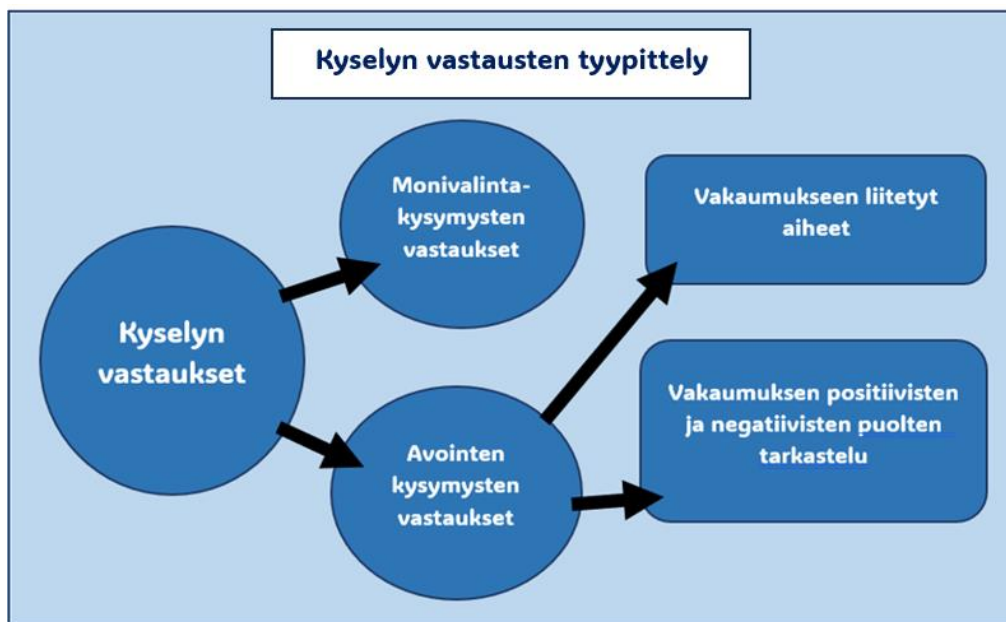 Kyselyn vastausten tyypittely
Monivalinta-
kysymysten
vastaukset
Vakaumukseen liitetyt
aiheet
Kyselyn
vastaukset
Vakaumuksen positiivisten
ja negatiivisten puolten
tarkastelu
Avointen
kysymysten
vastaukset